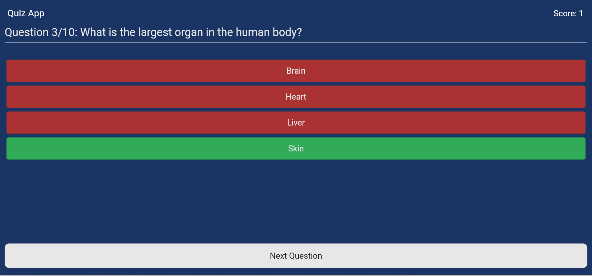 Quiz App
Score: 1
Question 3/10: What is the largest organ in the human body?
Brain
Heart
Liver
Skin
Next Question